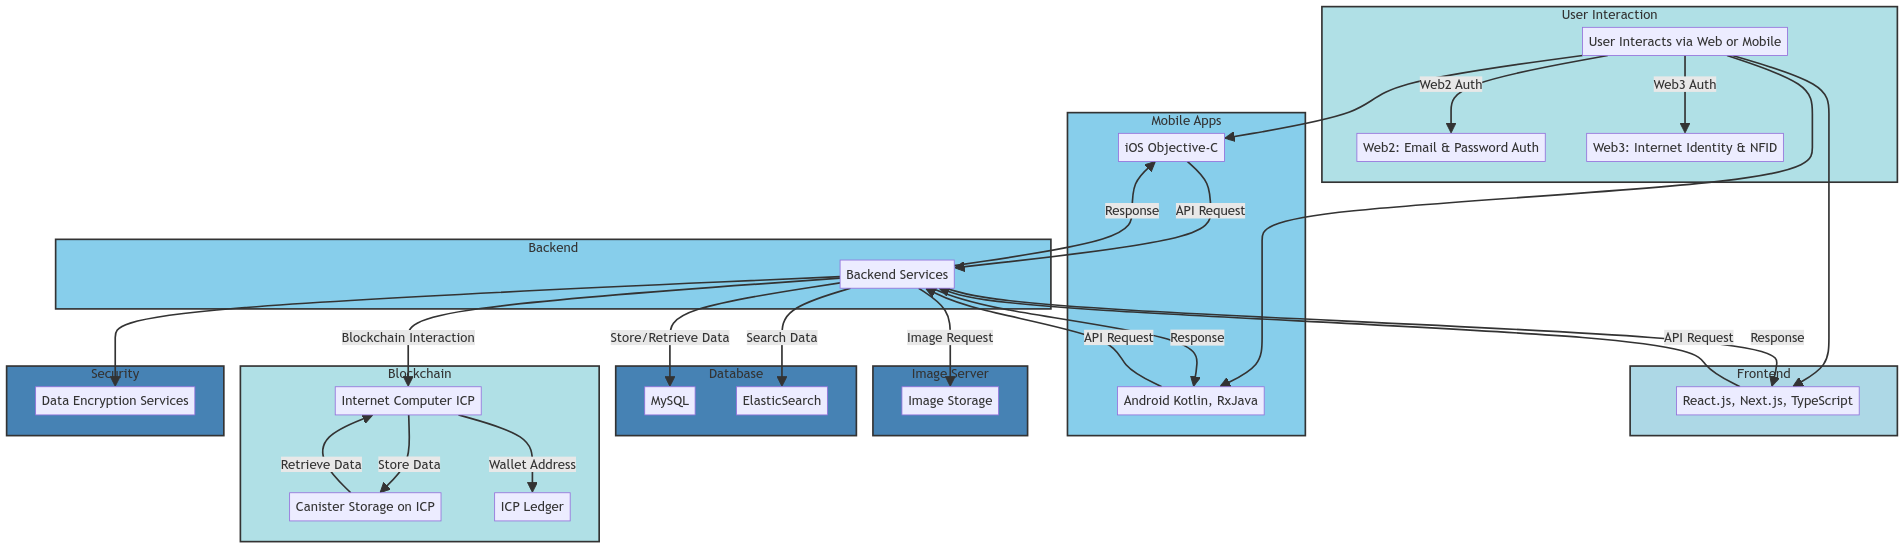 User Interaction
User Interacts via Web or Mobile
Web2 Auth
Web3 Auth
Mobile Apps
iOS Objective-C
Web2: Email & Password Auth
Web3: Internet Identity & NFID
Response
API Request
Backend
Backend Services
Blockchain Interaction
Store/Retrieve Data
Search Data
Image Request
API Request
Response
API Request
Response
Security
Data Encryption Services
Blockchain
Internet Computer ICP
Database
MySQL
ElasticSearch
Image Server
Image Storage
Android Kotlin, RxJava
Frontend
React.js, Next.js, TypeScript
Retrieve Data
Store Data
Wallet Address
Canister Storage on ICP
ICP Ledger